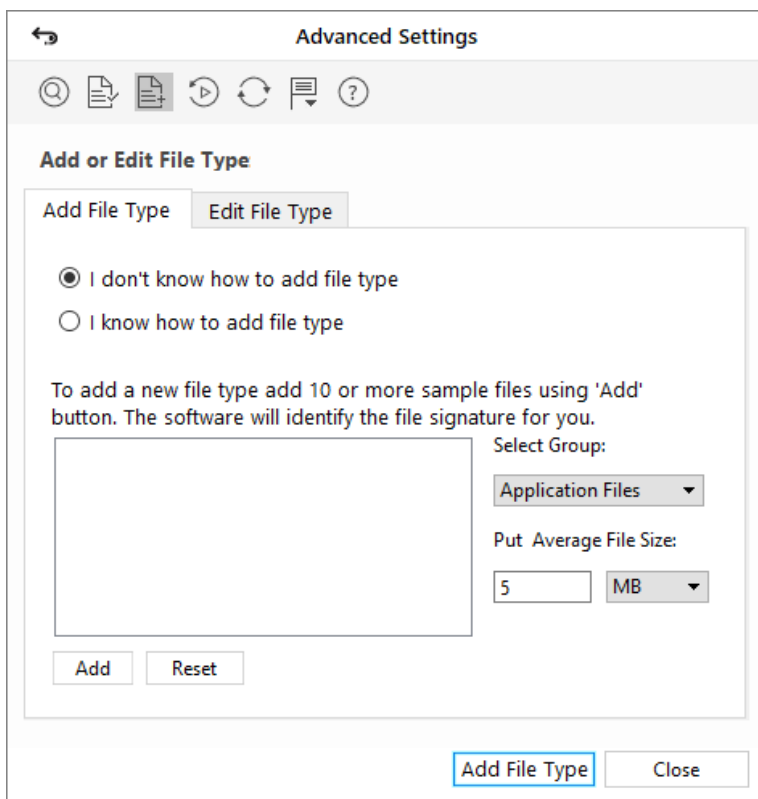 Advanced Settings
Add or Edit File Type
Add File Type
Edit File Type
I don't know how to add file type
I know how to add file type
To add a new file type add 10 or more sample files using 'Add'
button. The software will identify the file signature for you.
Select Group:
Application Files
Put Average File Size:
5 MB
Add Reset
Add File Type Close